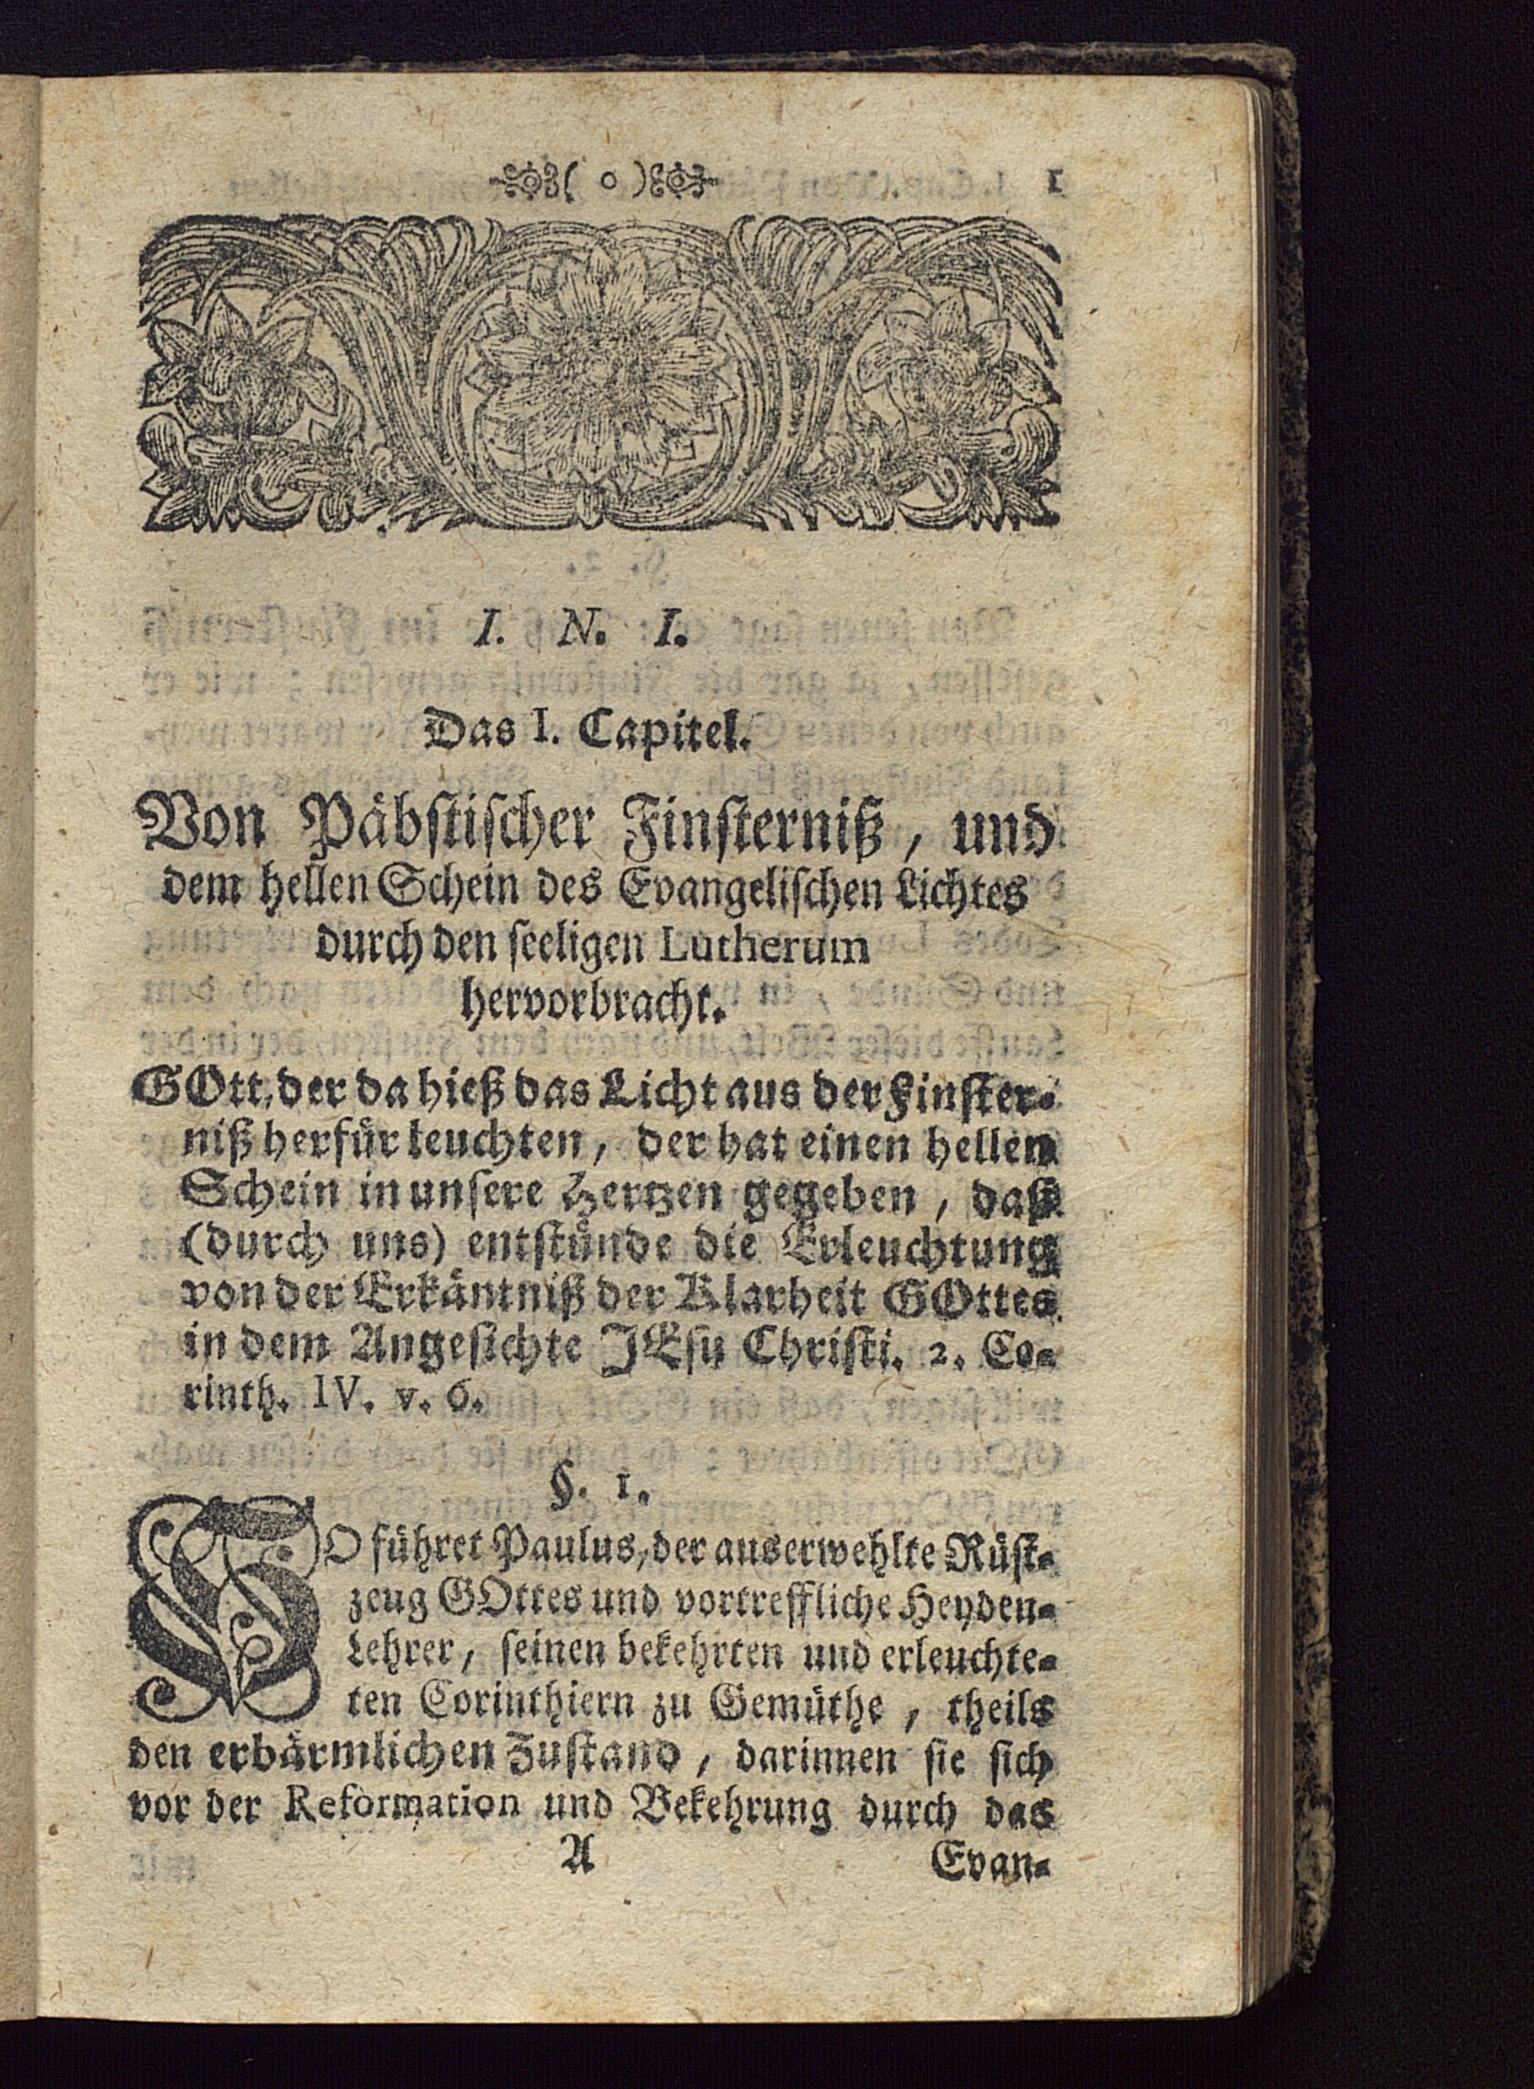 ( o ) 1
I. N. I.
Das I. Capitel.
Von Päbstischer Finsterniß, und
dem hellen Schein des Evangelischen Lichtes
durch den seeligen Lutherum
hervorbracht.
GOtt, der da hieß das Licht aus der Finster-
niß herfür leuchten, der hat einen hellen
Schein in unsere Hertzen gegeben, daß
(durch uns) entstünde die Erleuchtung
von der Erkäntniß der Klarheit GOttes
in dem Angesichte JEsu Christi. 2. Co-
rinth. IV. v. 6.
§. 1.
SO führet Paulus, der auserwehlte Rüst-
zeug GOttes und vortreffliche Heyden-
Lehrer, seinen bekehrten und erleuchte-
ten Corinthiern zu Gemüthe, theils
den erbärmlichen Zustand, darinnen sie sich
vor der Reformation und Bekehrung durch das
A Evan-